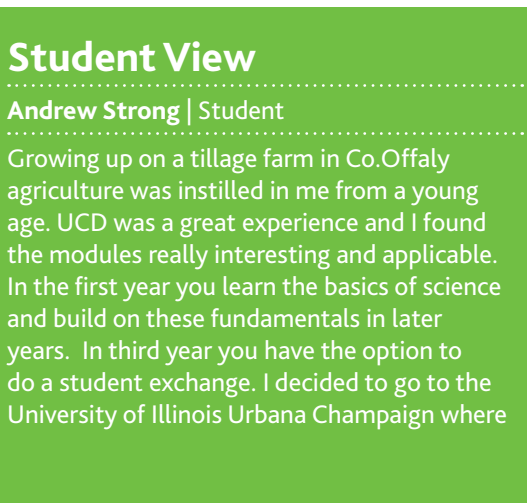 Student View
Andrew Strong | Student
Growing up on a tillage farm in Co.Offaly
agriculture was instilled in me from a young
age. UCD was a great experience and I found
the modules really interesting and applicable.
In the first year you learn the basics of science
and build on these fundamentals in later
years.  In third year you have the option to
do a student exchange. I decided to go to the
University of Illinois Urbana Champaign where